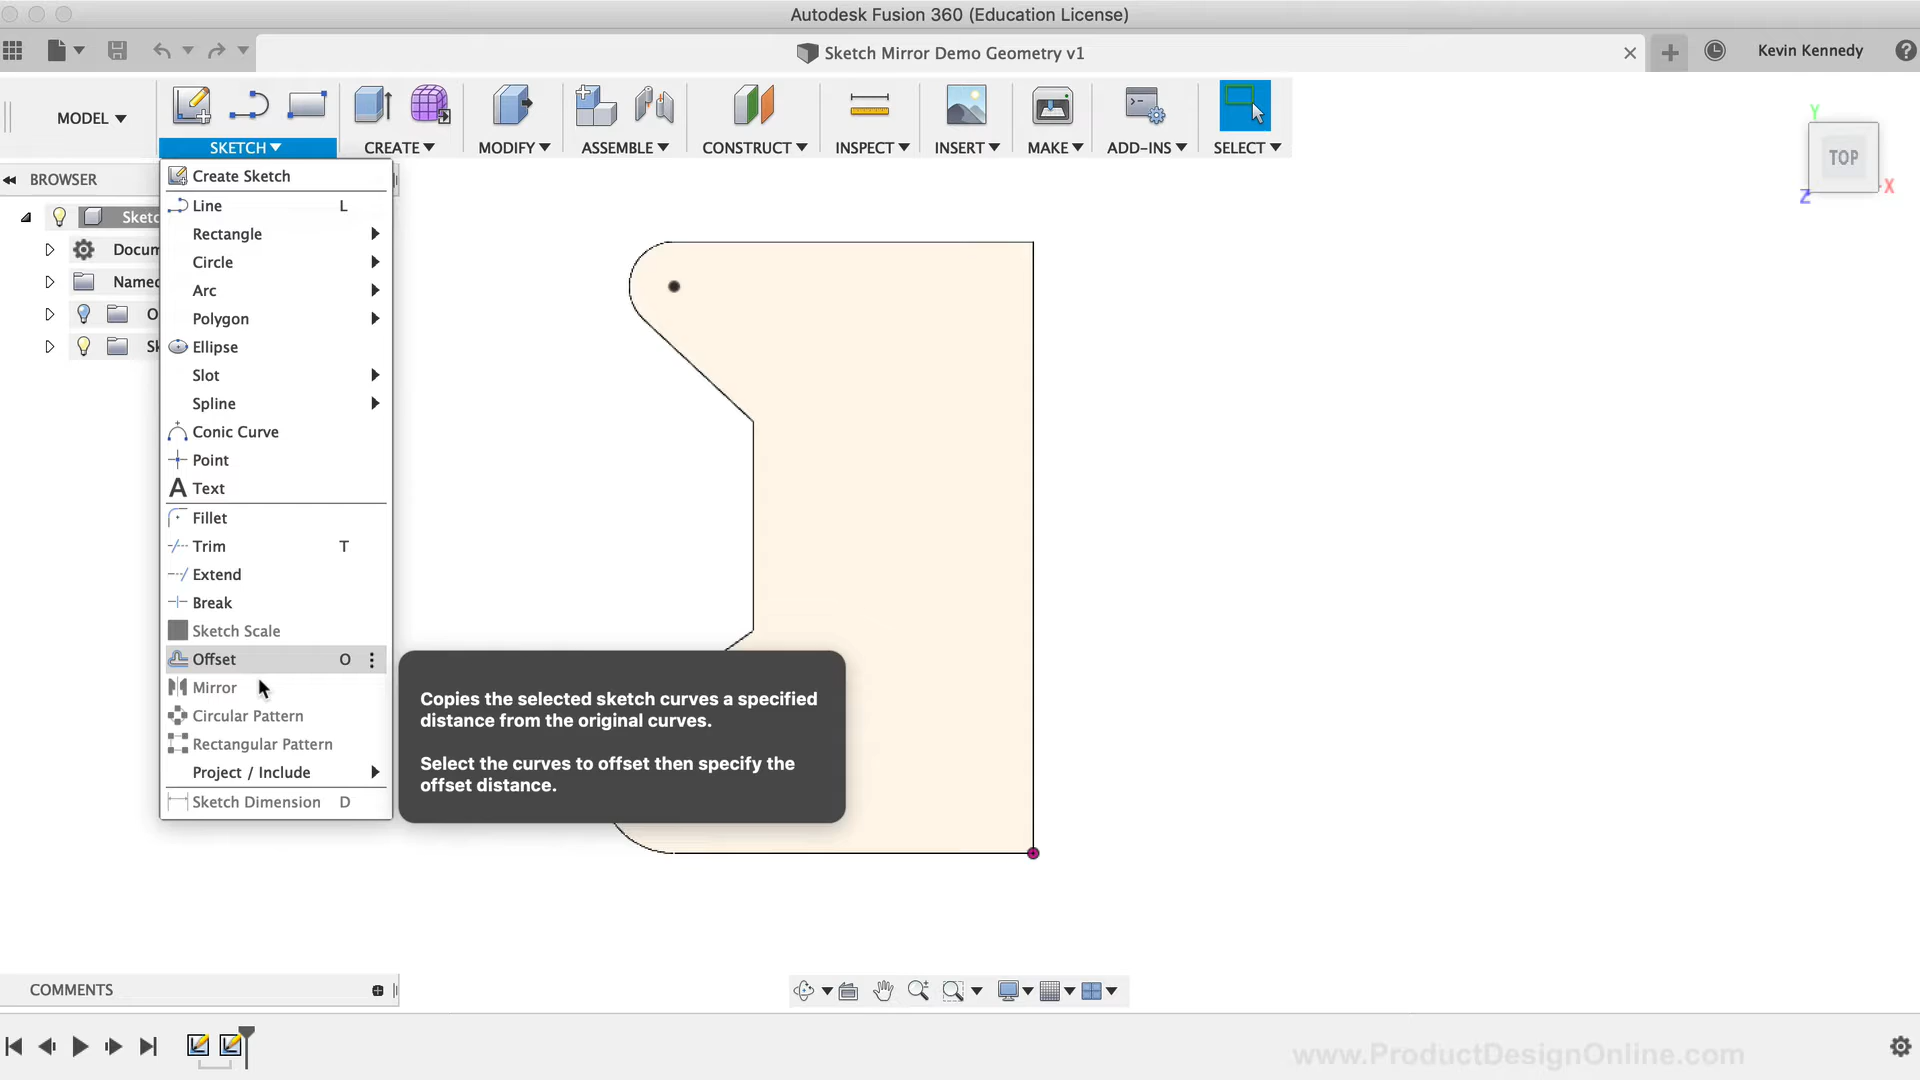 Autodesk Fusion 360 (Education License)
Sketch Mirror Demo Geometry v1
Kevin Kennedy
MODEL
SKETCH
CREATE
MODIFY
ASSEMBLE
CONSTRUCT
INSPECT
INSERT
MAKE
ADD-INS
SELECT
BROWSER
Sketc
Docum
Named
O
Sk
Create Sketch
Line L
Rectangle
Circle
Arc
Polygon
Ellipse
Slot
Spline
Conic Curve
Point
A Text
Fillet
Trim T
Extend
Break
Sketch Scale
Offset O
Mirror
Circular Pattern
Rectangular Pattern
Project / Include
Sketch Dimension D
Copies the selected sketch curves a specified
distance from the original curves.
Select the curves to offset then specify the
offset distance.
Y
TOP
X
Z
COMMENTS
www.ProductDesignOnline.com